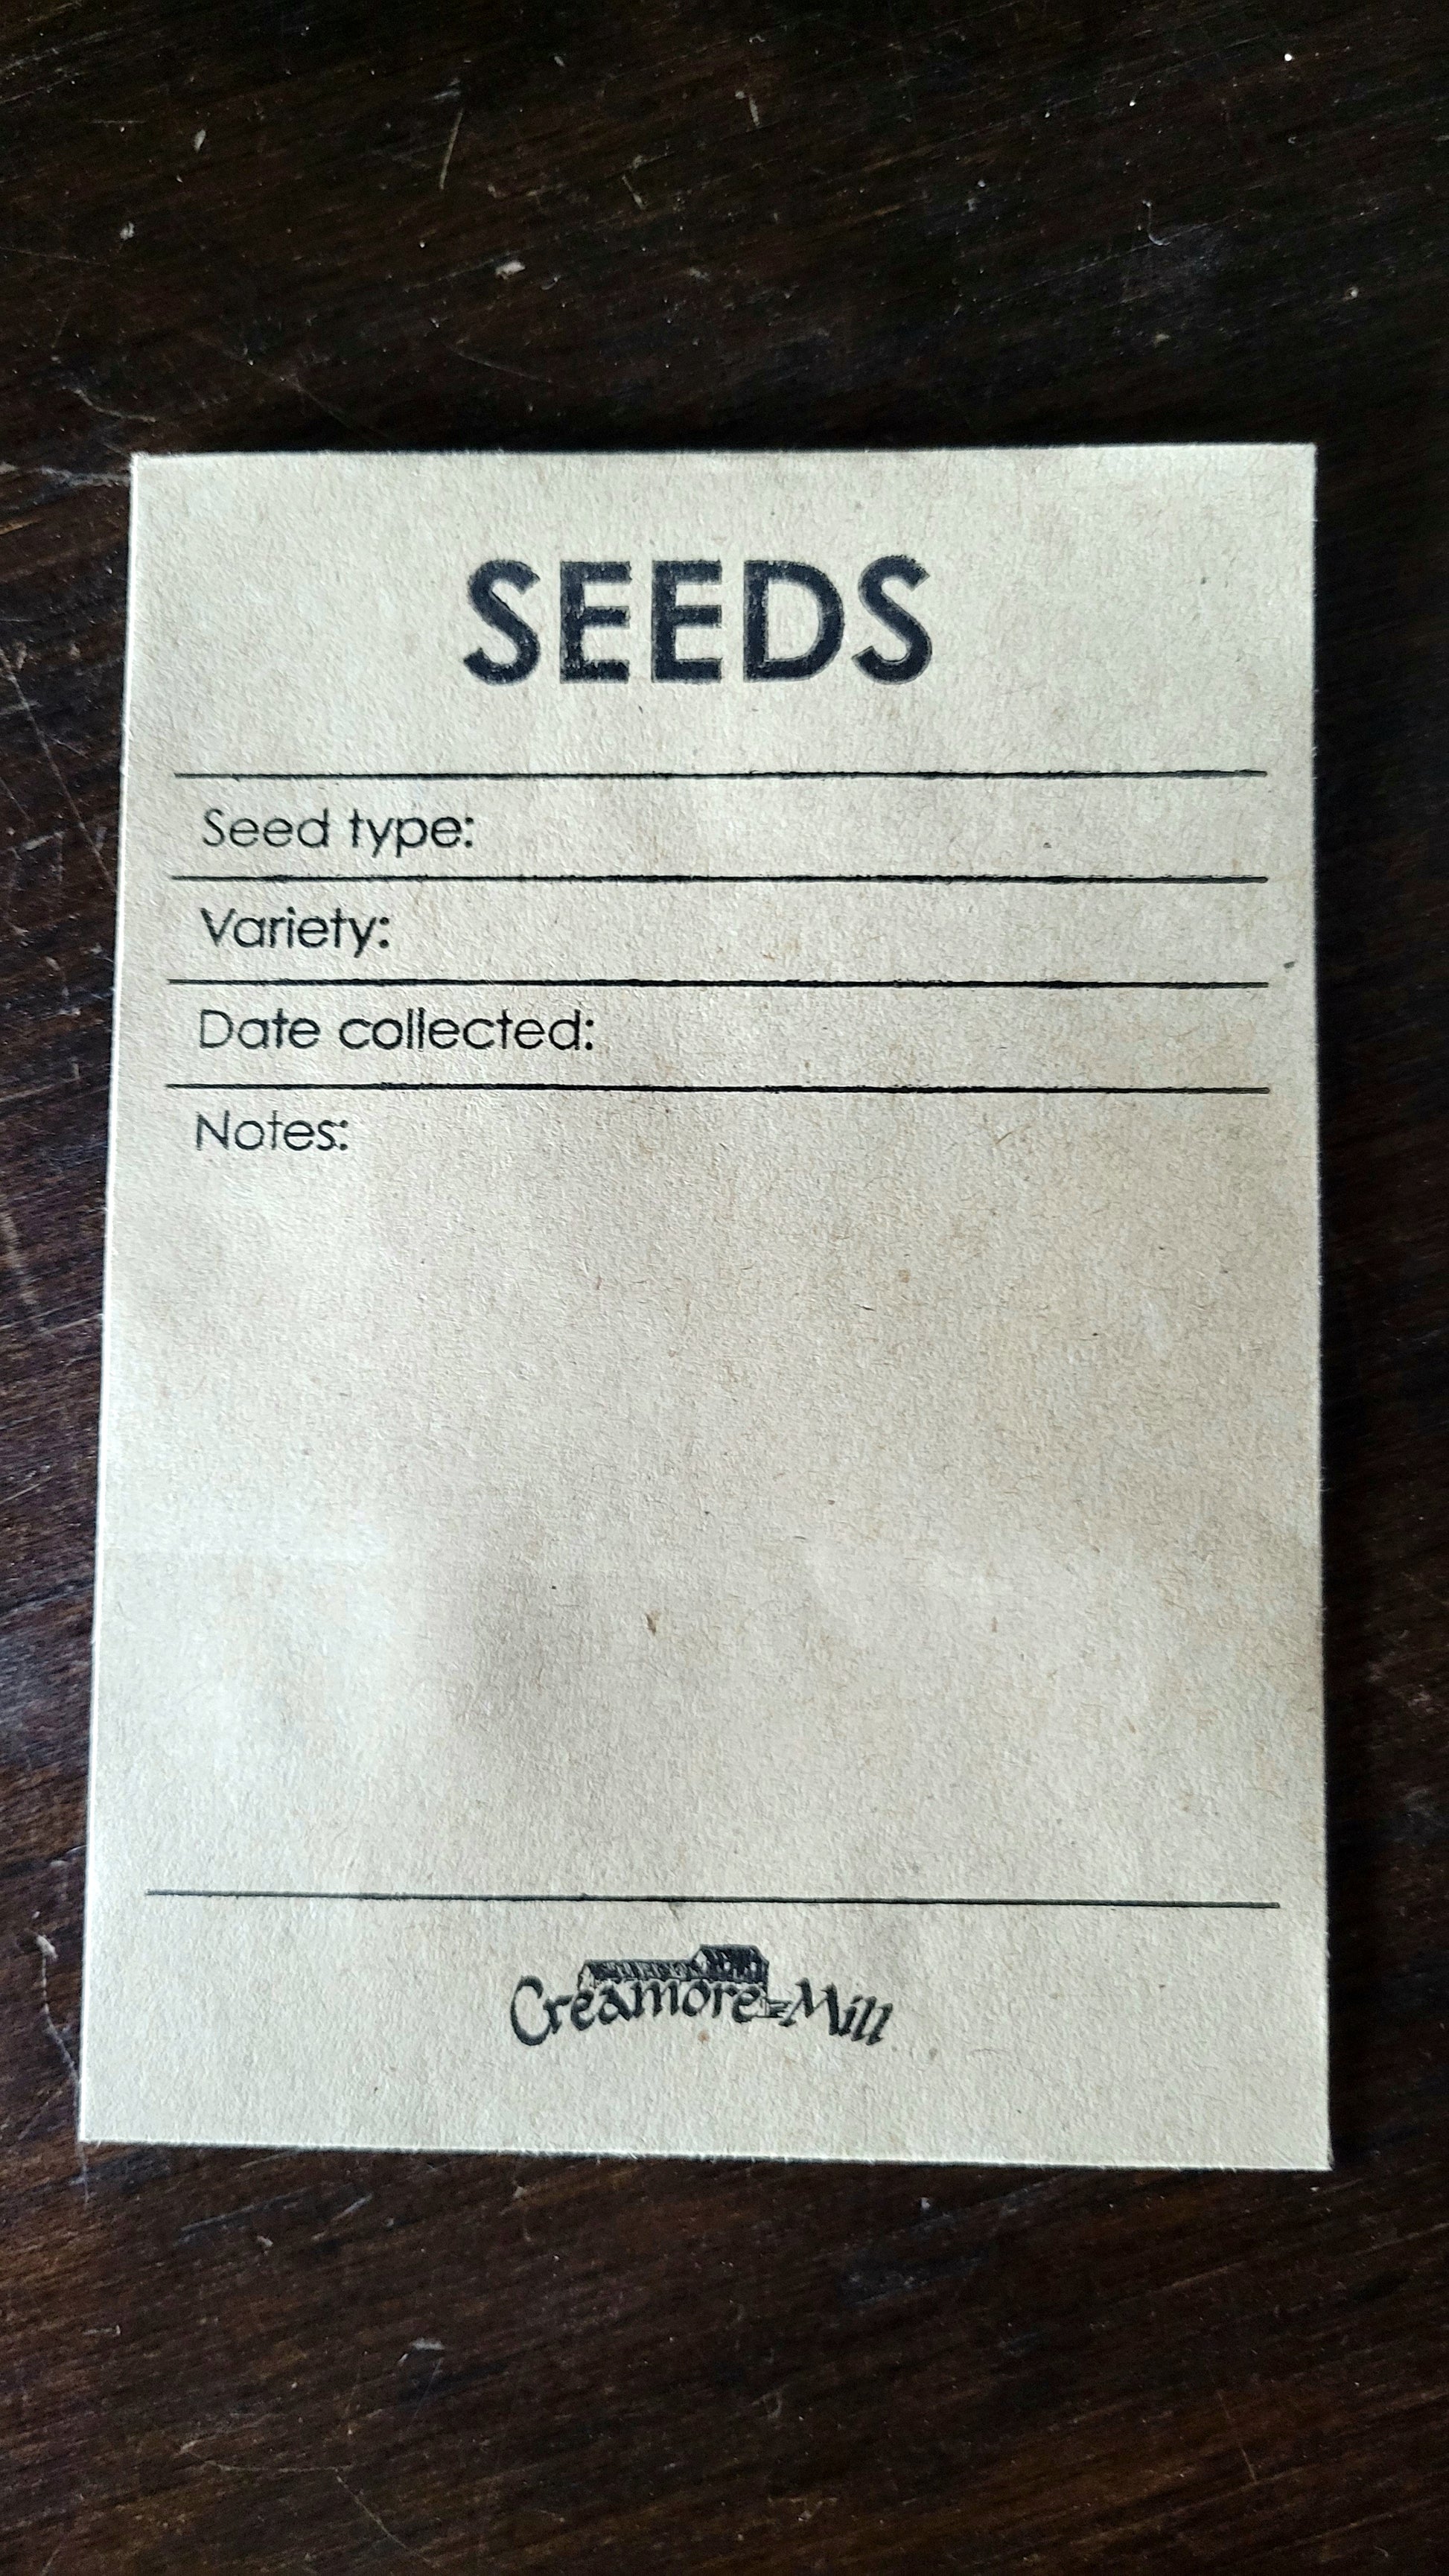 SEEDS
Seed type:
Variety:
Date collected:
Notes:
Creamore Mill